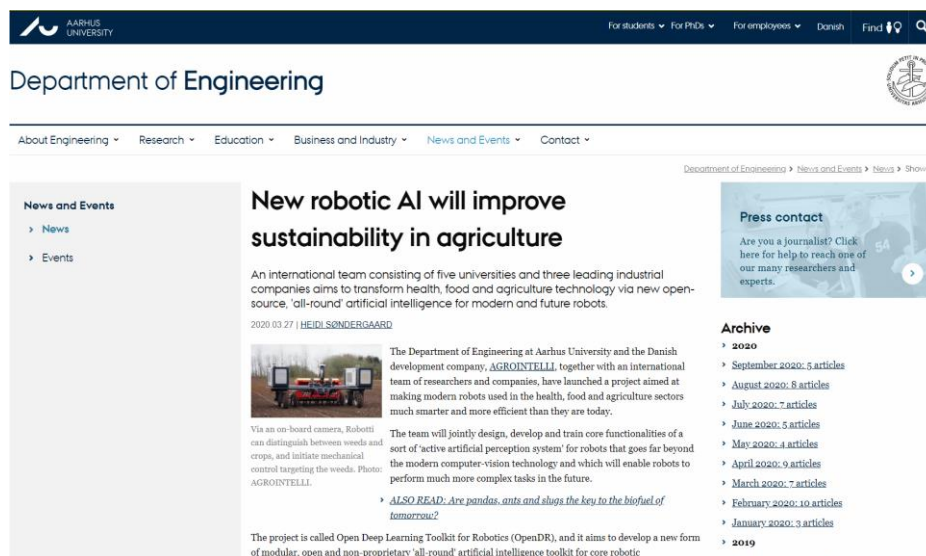 AARHUS
UNIVERSITY
For students
For PhDs
For employees
Danish
Find
Department of Engineering
About Engineering
Research
Education
Business and Industry
News and Events
Contact
Department of Engineering > News and Events > News > Show
News and Events
› News
› Events
New robotic AI will improve
sustainability in agriculture
An international team consisting of five universities and three leading industrial
companies aims to transform health, food and agriculture technology via new open-
source, 'all-round' artificial intelligence for modern and future robots.
2020.03.27 | HEIDI SØNDERGAARD
The Department of Engineering at Aarhus University and the Danish
development company, AGROINTELLI, together with an international
team of researchers and companies, have launched a project aimed at
making modern robots used in the health, food and agriculture sectors
much smarter and more efficient than they are today.
Via an on-board camera, Robotti
can distinguish between weeds and
crops, and initiate mechanical
control targeting the weeds. Photo:
AGROINTELLI.
The team will jointly design, develop and train core functionalities of a
sort of 'active artificial perception system' for robots that goes far beyond
the modern computer-vision technology and which will enable robots to
perform much more complex tasks in the future.
› ALSO READ: Are pandas, ants and slugs the key to the biofuel of
tomorrow?
The project is called Open Deep Learning Toolkit for Robotics (OpenDR), and it aims to develop a new form
of modular, open and non-proprietary 'all-round' artificial intelligence toolkit for core robotic
Press contact
Are you a journalist? Click
here for help to reach one of
our many researchers and
experts.
Archive
› 2020
› September 2020: 5 articles
› August 2020: 8 articles
› July 2020: 7 articles
› June 2020: 5 articles
› May 2020: 4 articles
› April 2020: 9 articles
› March 2020: 7 articles
› February 2020: 10 articles
› January 2020: 3 articles
› 2019